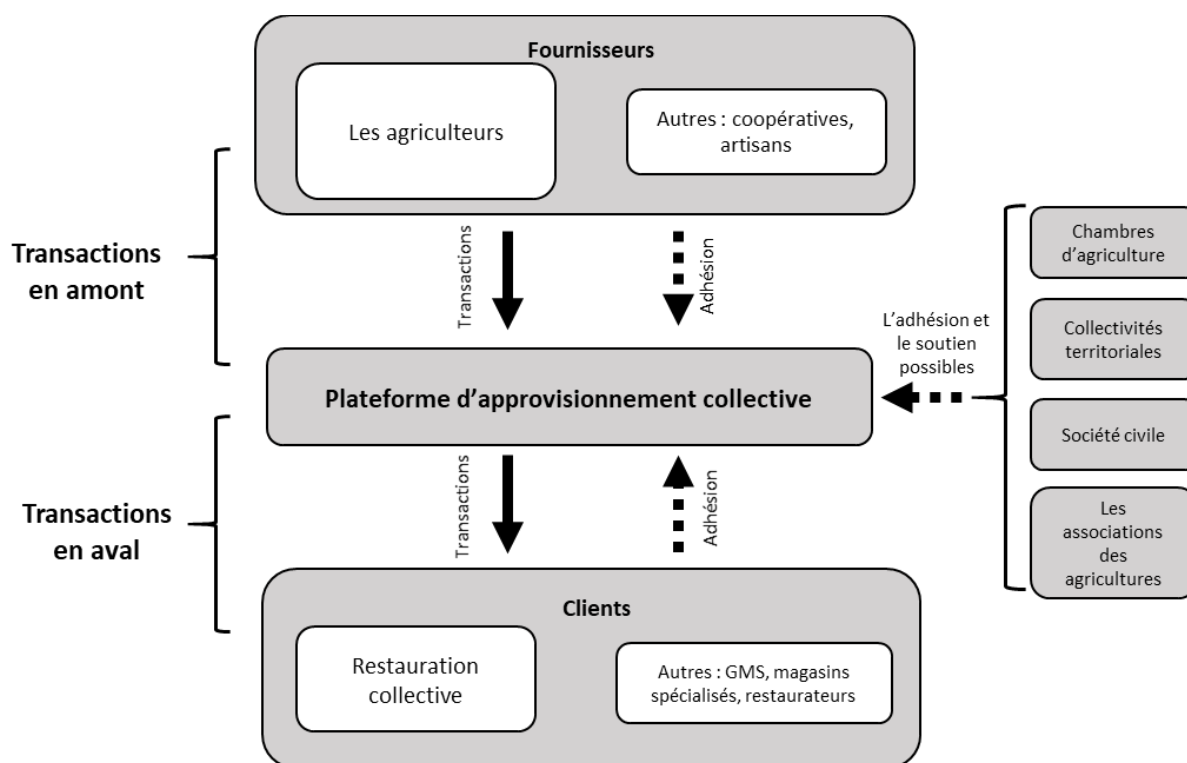 Fournisseurs
Les agriculteurs
Autres : coopératives,
artisans
Transactions
en amont
Transactions
Adhésion
Chambres
d'agriculture
L'adhésion et
le soutien
possibles
Collectivités
territoriales
Plateforme d'approvisionnement collective
Société civile
Transactions
en aval
Transactions
Adhésion
Les
associations
des
agricultures
Clients
Restauration
collective
Autres : GMS, magasins
spécialisés, restaurateurs